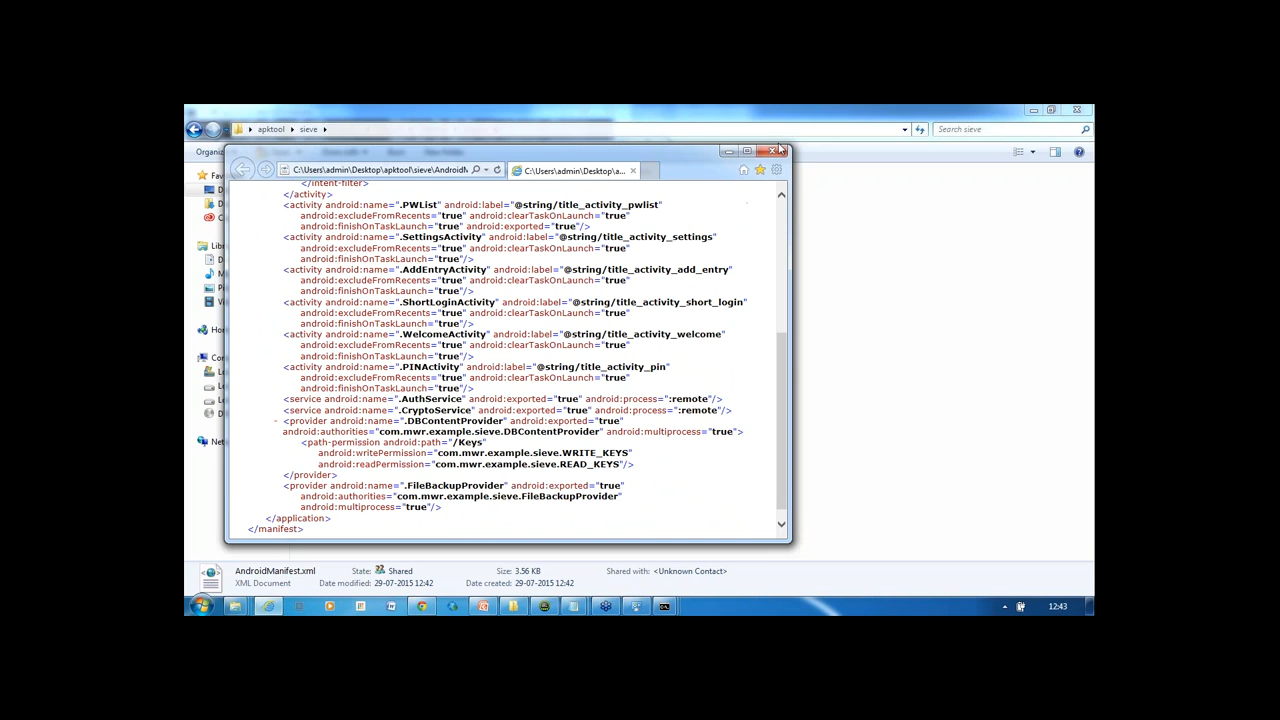 apktool
sieve
Search sieve
Organi
C:\Users\admin\Desktop\apktool\sieve\AndroidM
C:\Users\admin\Desktop\a...
Fav
Libr
D
M
Pi
Vi
Hom
Con
Netw
</intent-filter>
</activity>
<activity android:name=".PWList" android:label="@string/title_activity_pwlist"
android:excludeFromRecents="true" android:clearTaskOnLaunch="true"
android:finishOnTaskLaunch="true" android:exported="true"/>
<activity android:name=".SettingsActivity" android:label="@string/title_activity_settings"
android:excludeFromRecents="true" android:clearTaskOnLaunch="true"
android:finishOnTaskLaunch="true"/>
<activity android:name=".AddEntryActivity" android:label="@string/title_activity_add_entry"
android:excludeFromRecents="true" android:clearTaskOnLaunch="true"
android:finishOnTaskLaunch="true"/>
<activity android:name=".ShortLoginActivity" android:label="@string/title_activity_short_login"
android:excludeFromRecents="true" android:clearTaskOnLaunch="true"
android:finishOnTaskLaunch="true"/>
<activity android:name=".WelcomeActivity" android:label="@string/title_activity_welcome"
android:excludeFromRecents="true" android:clearTaskOnLaunch="true"
android:finishOnTaskLaunch="true"/>
<activity android:name=".PINActivity" android:label="@string/title_activity_pin"
android:excludeFromRecents="true" android:clearTaskOnLaunch="true"
android:finishOnTaskLaunch="true"/>
<service android:name=".AuthService" android:exported="true" android:process=":remote"/>
<service android:name=".CryptoService" android:exported="true" android:process=":remote"/>
- <provider android:name=".DBContentProvider" android:exported="true"
android:authorities="com.mwr.example.sieve.DBContentProvider" android:multiprocess="true">
<path-permission android:path="/Keys"
android:writePermission="com.mwr.example.sieve.WRITE_KEYS"
android:readPermission="com.mwr.example.sieve.READ_KEYS"/>
</provider>
<provider android:name=".FileBackupProvider" android:exported="true"
android:authorities="com.mwr.example.sieve.FileBackupProvider"
android:multiprocess="true"/>
</application>
</manifest>
AndroidManifest.xml State: Shared Size: 3.56 KB Shared with: <Unknown Contact>
XML Document Date modified: 29-07-2015 12:42 Date created: 29-07-2015 12:42
12:43